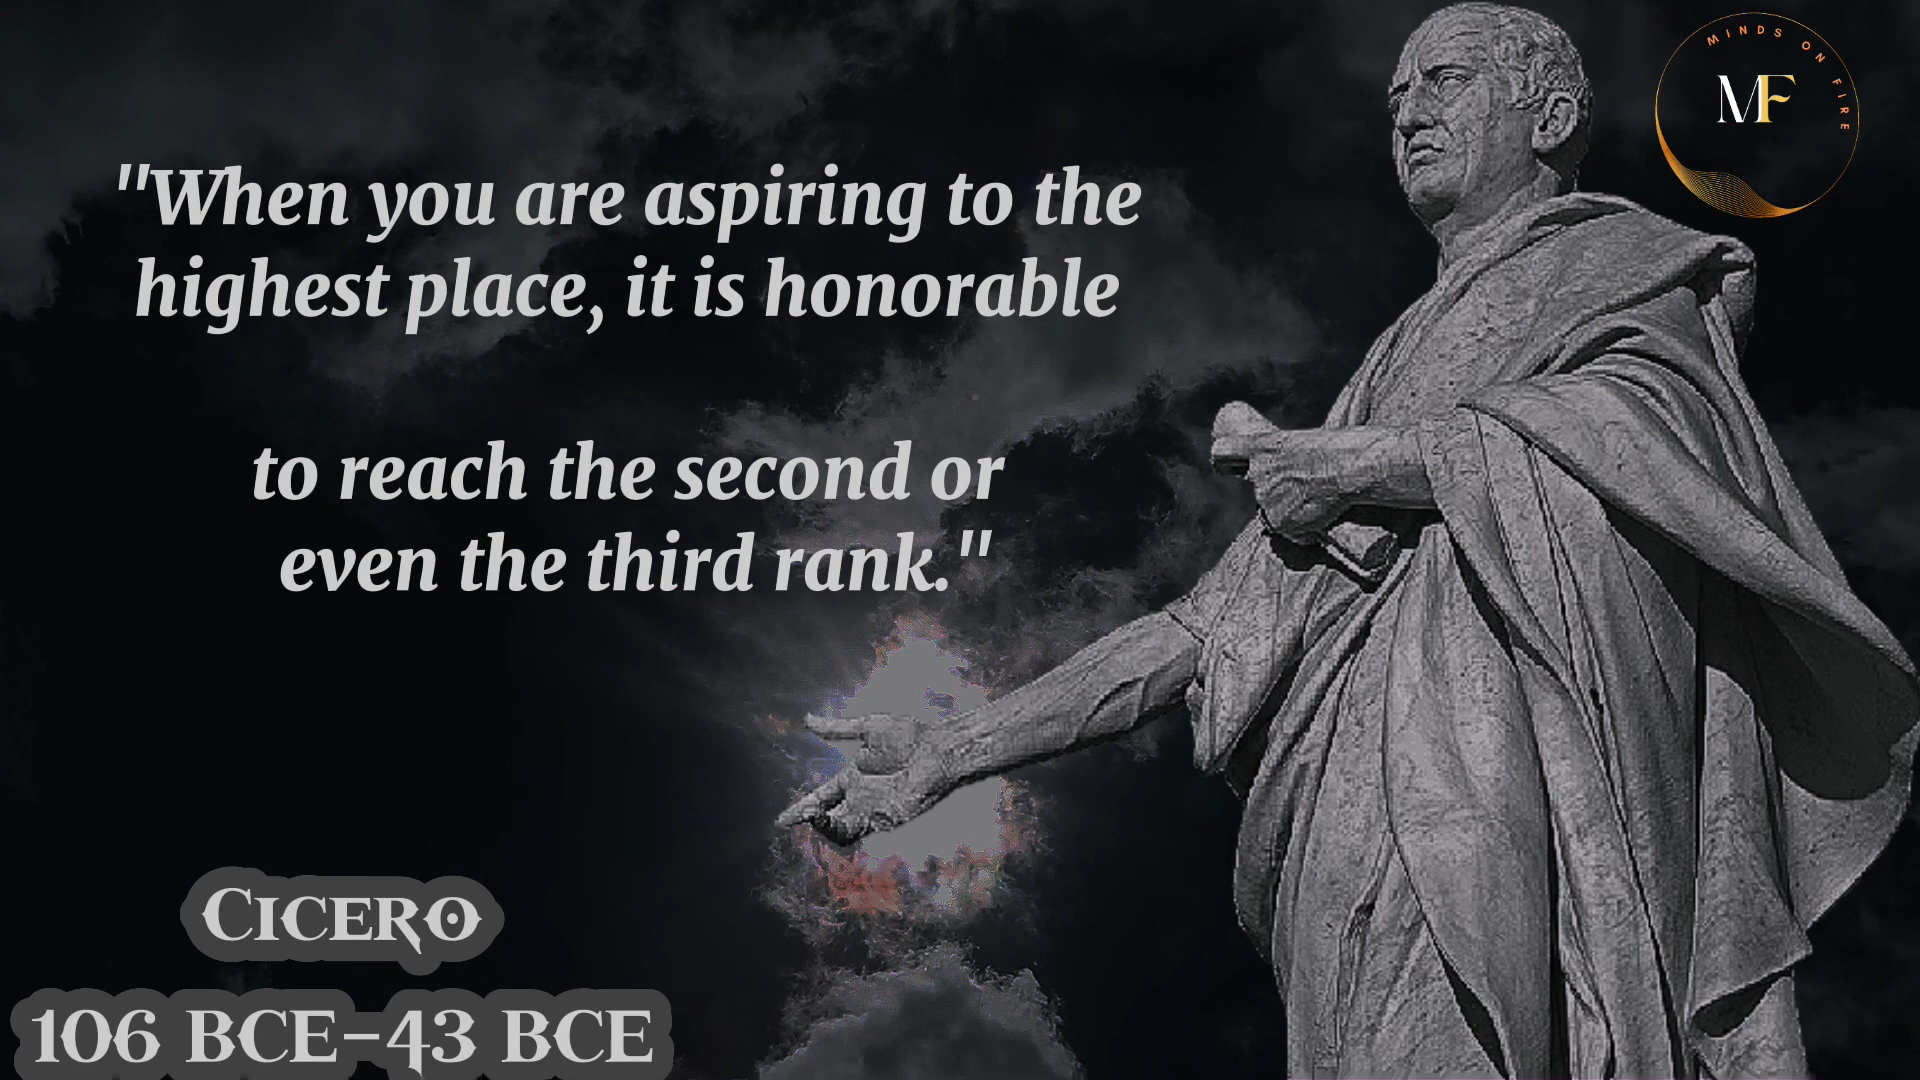 MINDS ON FIRE
MF
"When you are aspiring to the
highest place, it is honorable
to reach the second or
even the third rank."
Cicero
106 BCE-43 BCE